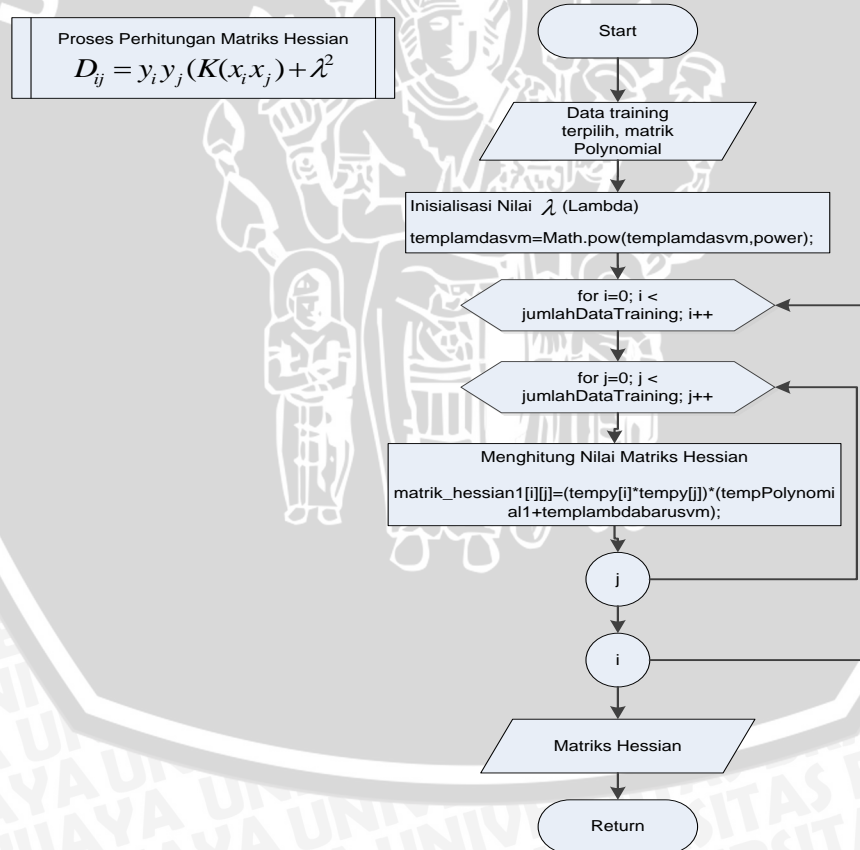 Proses Perhitungan Matriks Hessian
D_{ij} = y_i y_j (K(x_i x_j) + λ^2
Start
Data training
terpilih, matrik
Polynomial
Inisialisasi Nilai λ (Lambda)
templamdasvm=Math.pow(templamdasvm,power);
for i=0; i <
jumlahDataTraining; i++
for j=0; j <
jumlahDataTraining; j++
Menghitung Nilai Matriks Hessian
matrik_hessian1[i][j]=(tempy[i]*tempy[j])*(tempPolynomi
al1+templambdabarusvm);
j
i
Matriks Hessian
Return